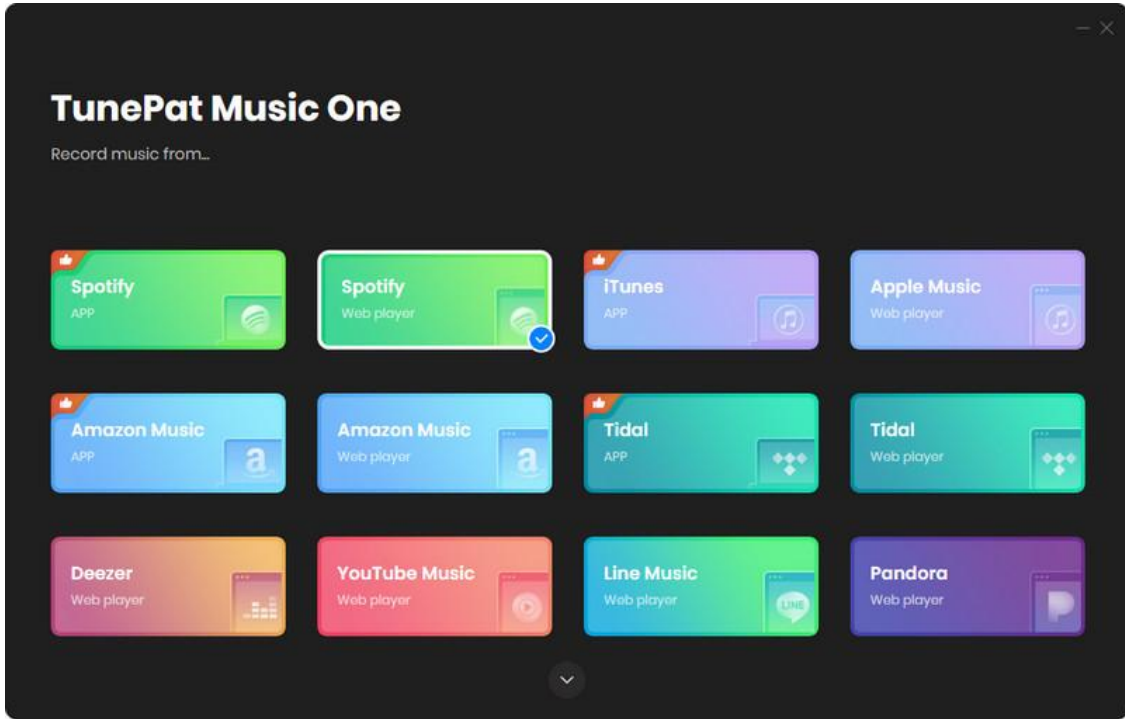 TunePat Music One
Record music from...
Spotify
APP
Spotify
Web player
iTunes
APP
Apple Music
Web player
Amazon Music
APP
a
Amazon Music
Web player
a
Tidal
APP
Tidal
Web player
Deezer
Web player
YouTube Music
Web player
Line Music
Web player
LINE
Pandora
Web player
P